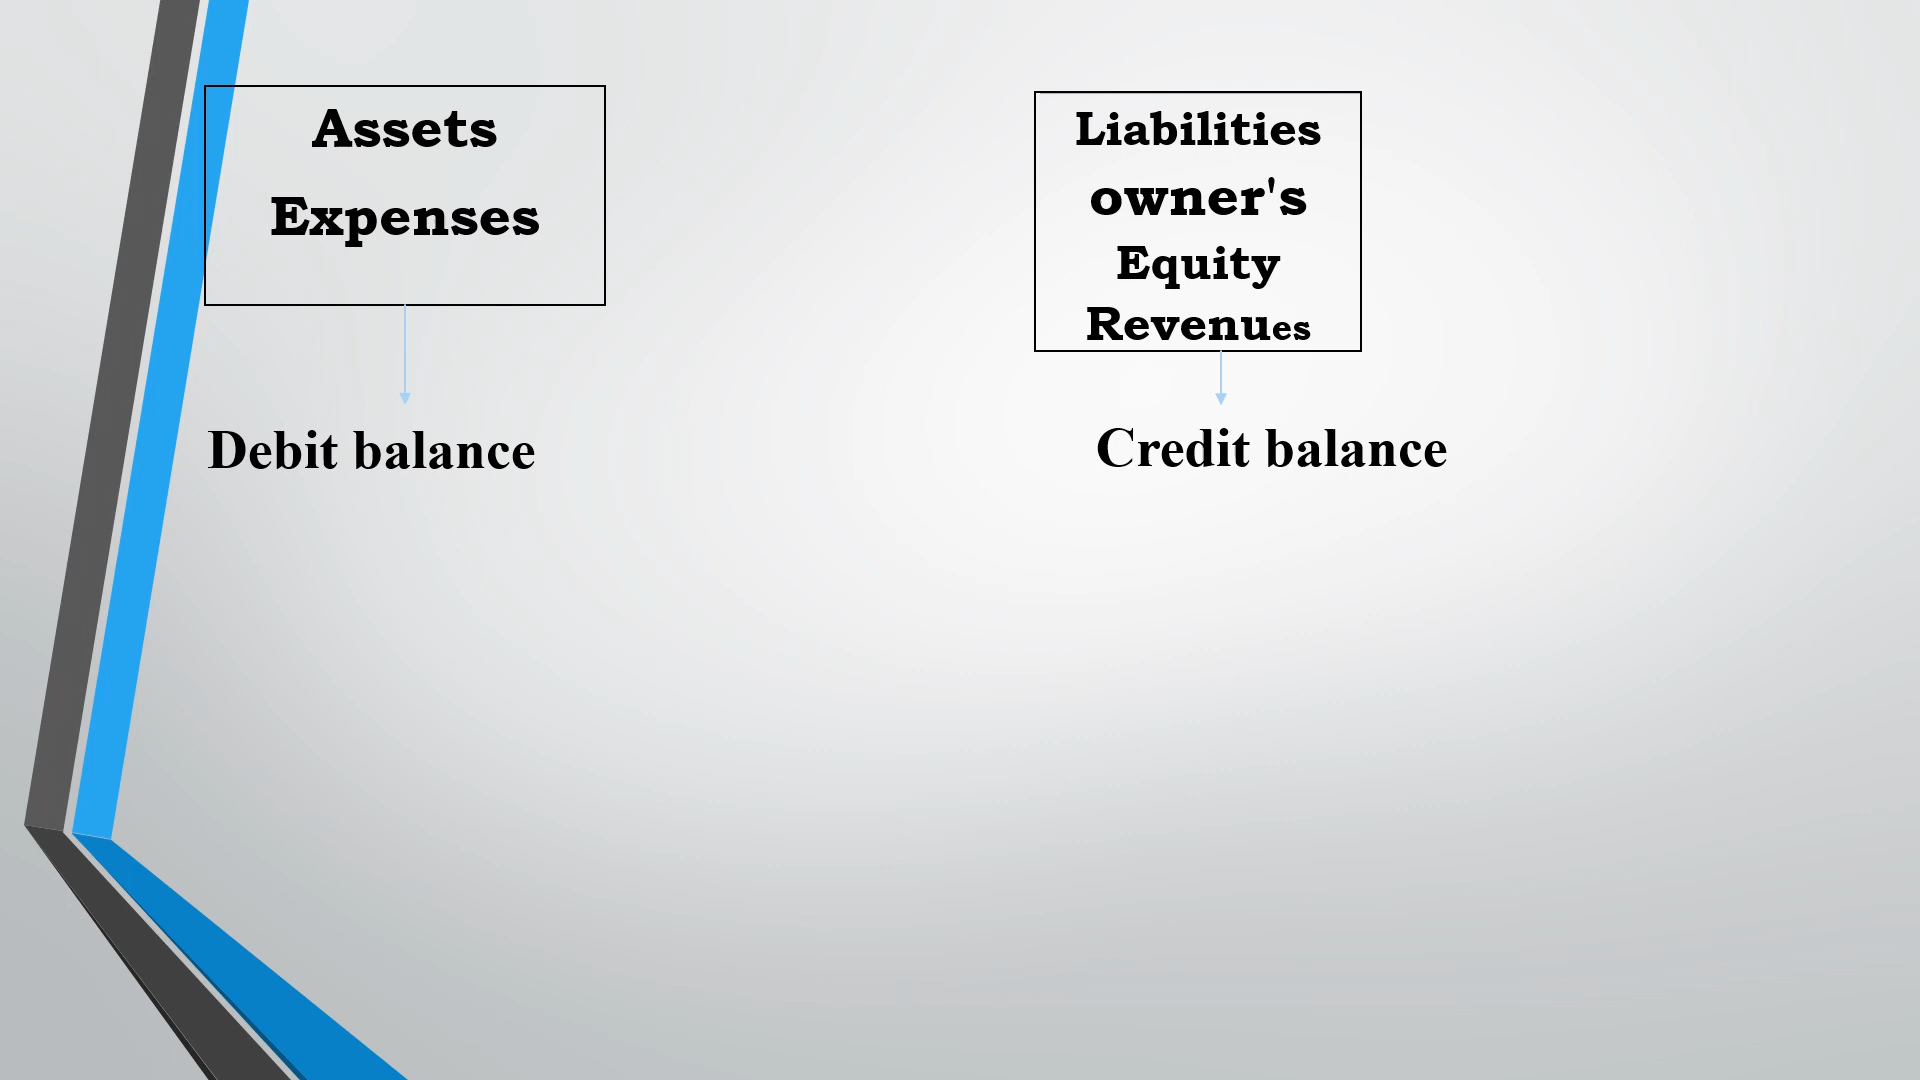 Assets
Expenses
Debit balance
Liabilities
owner's
Equity
Revenues
Credit balance